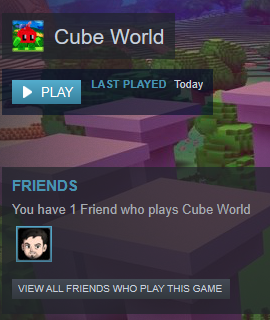 Cube World
PLAY
LAST PLAYED Today
FRIENDS
You have 1 Friend who plays Cube World
VIEW ALL FRIENDS WHO PLAY THIS GAME